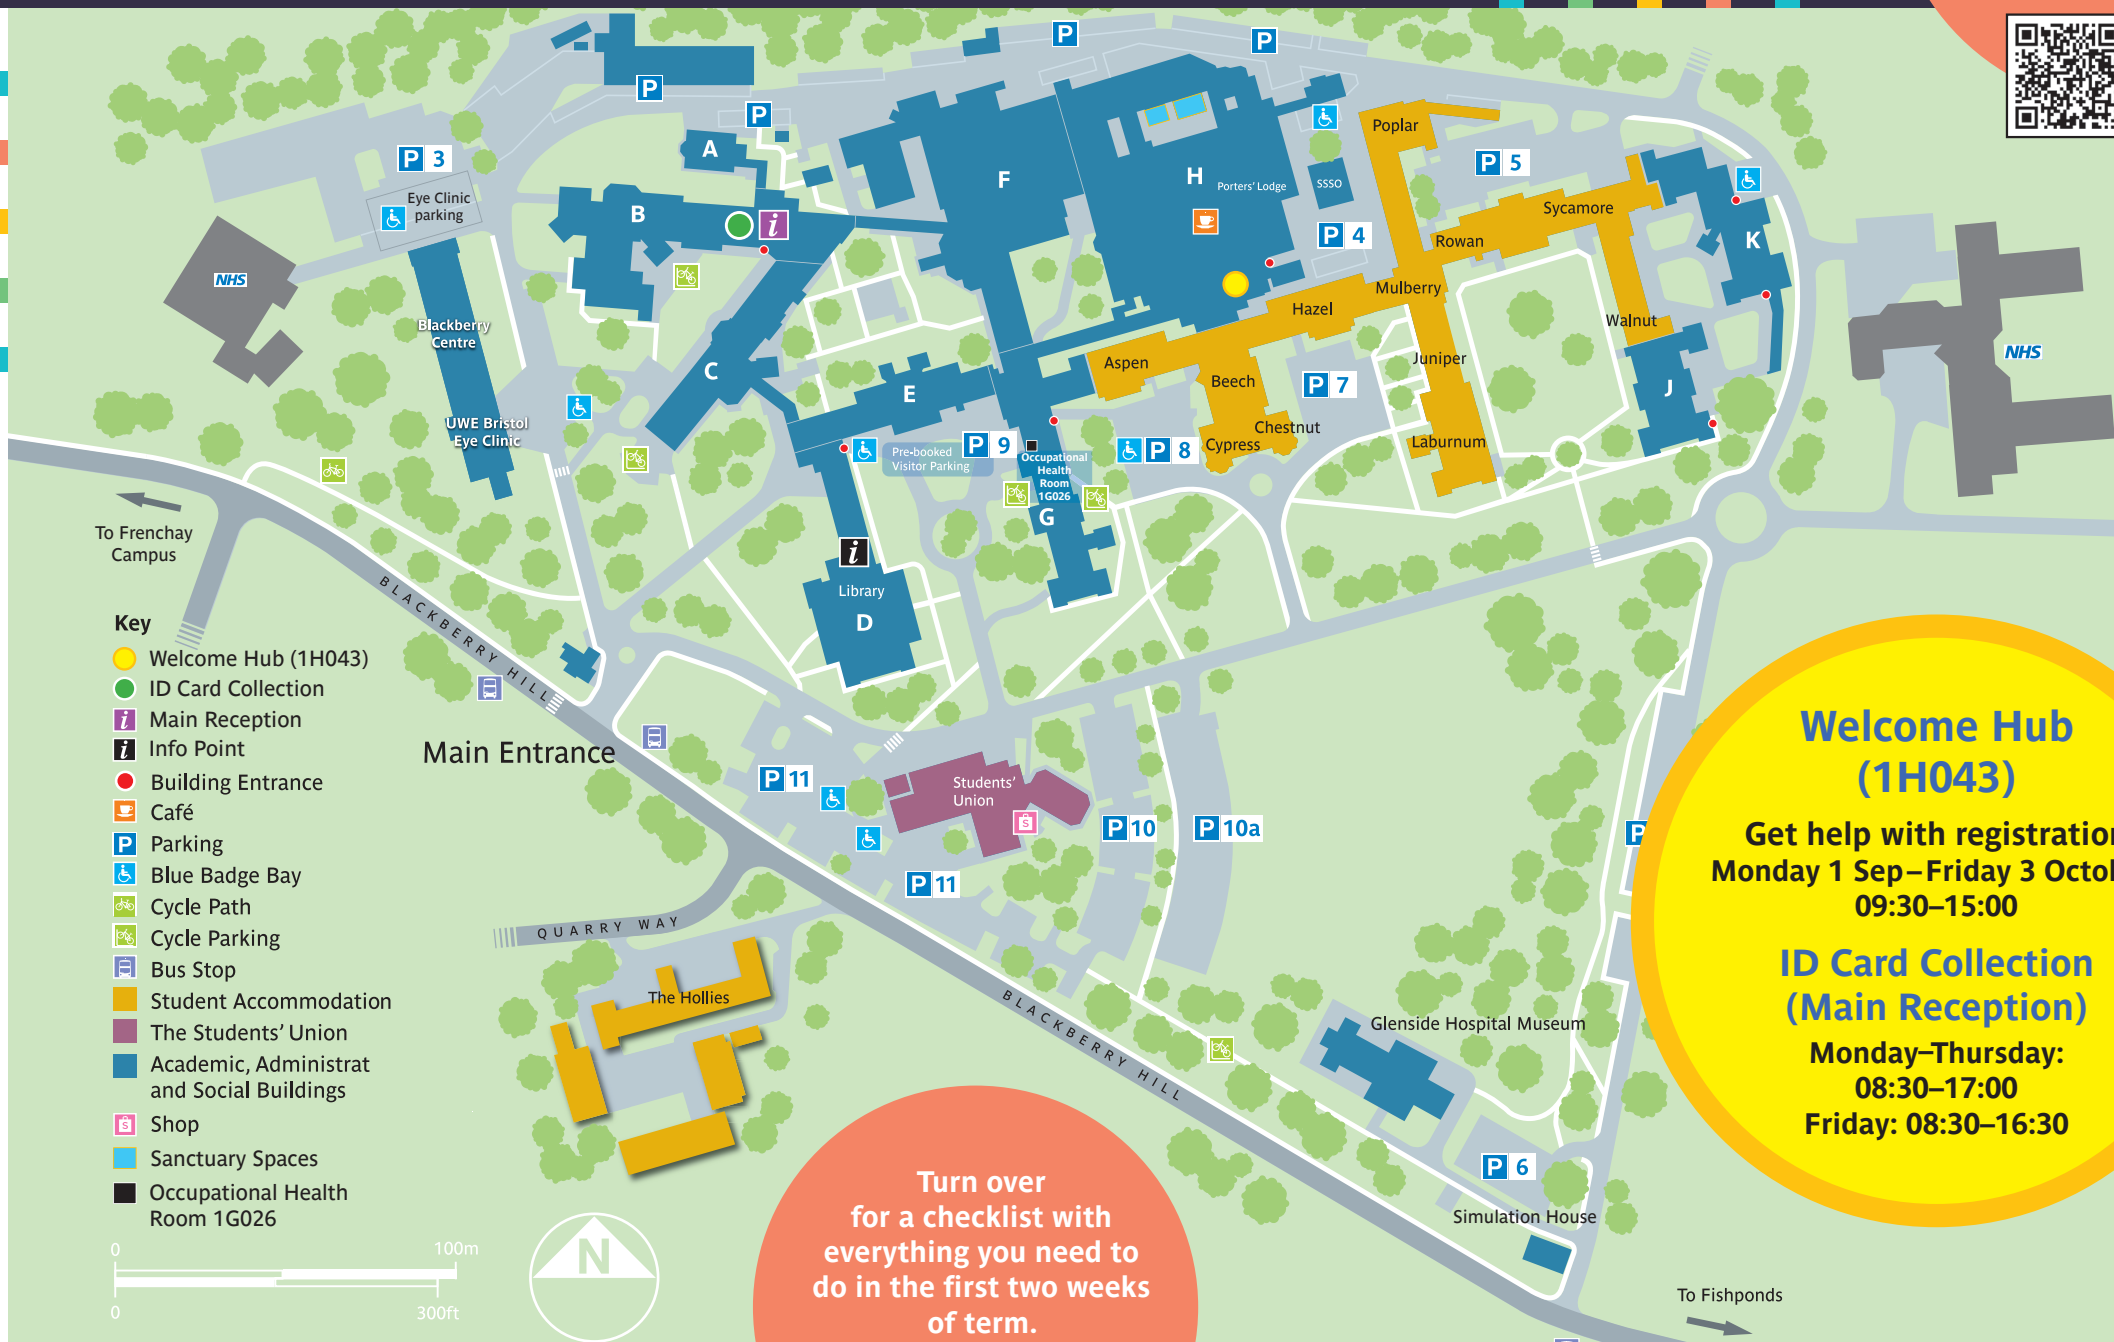 P
P
P
P
A
P 3
Eye Clinic
parking
B
i
F
H
Porters' Lodge
SSSO
P 4
Poplar
P 5
Sycamore
Rowan
K
Mulberry
Hazel
Walnut
NHS
Blackberry
Centre
C
E
Aspen
Beech
P 7
Juniper
J
NHS
UWE Bristol
Eye Clinic
Pre-booked
Visitor Parking
P 9
Occupational
Health
Room
1G026
G
P 8
Chestnut
Cypress
Laburnum
To Frenchay
Campus
i
Library
D
BLACKBERRY HILL
Main Entrance
Key
Welcome Hub (1H043)
ID Card Collection
i Main Reception
i Info Point
Building Entrance
Café
P Parking
Blue Badge Bay
Cycle Path
Cycle Parking
Bus Stop
Student Accommodation
The Students' Union
Academic, Administrat
and Social Buildings
S Shop
Sanctuary Spaces
Occupational Health
Room 1G026
0 100m
0 300ft
N
P 11
Students'
Union
S
P 10
P 10a
P 11
QUARRY WAY
The Hollies
BLACKBERRY HILL
Glenside Hospital Museum
P 6
Simulation House
To Fishponds
P
Welcome Hub
(1H043)
Get help with registration
Monday 1 Sep–Friday 3 Octo
09:30–15:00
ID Card Collection
(Main Reception)
Monday–Thursday:
08:30–17:00
Friday: 08:30–16:30
Turn over
for a checklist with
everything you need to
do in the first two weeks
of term.